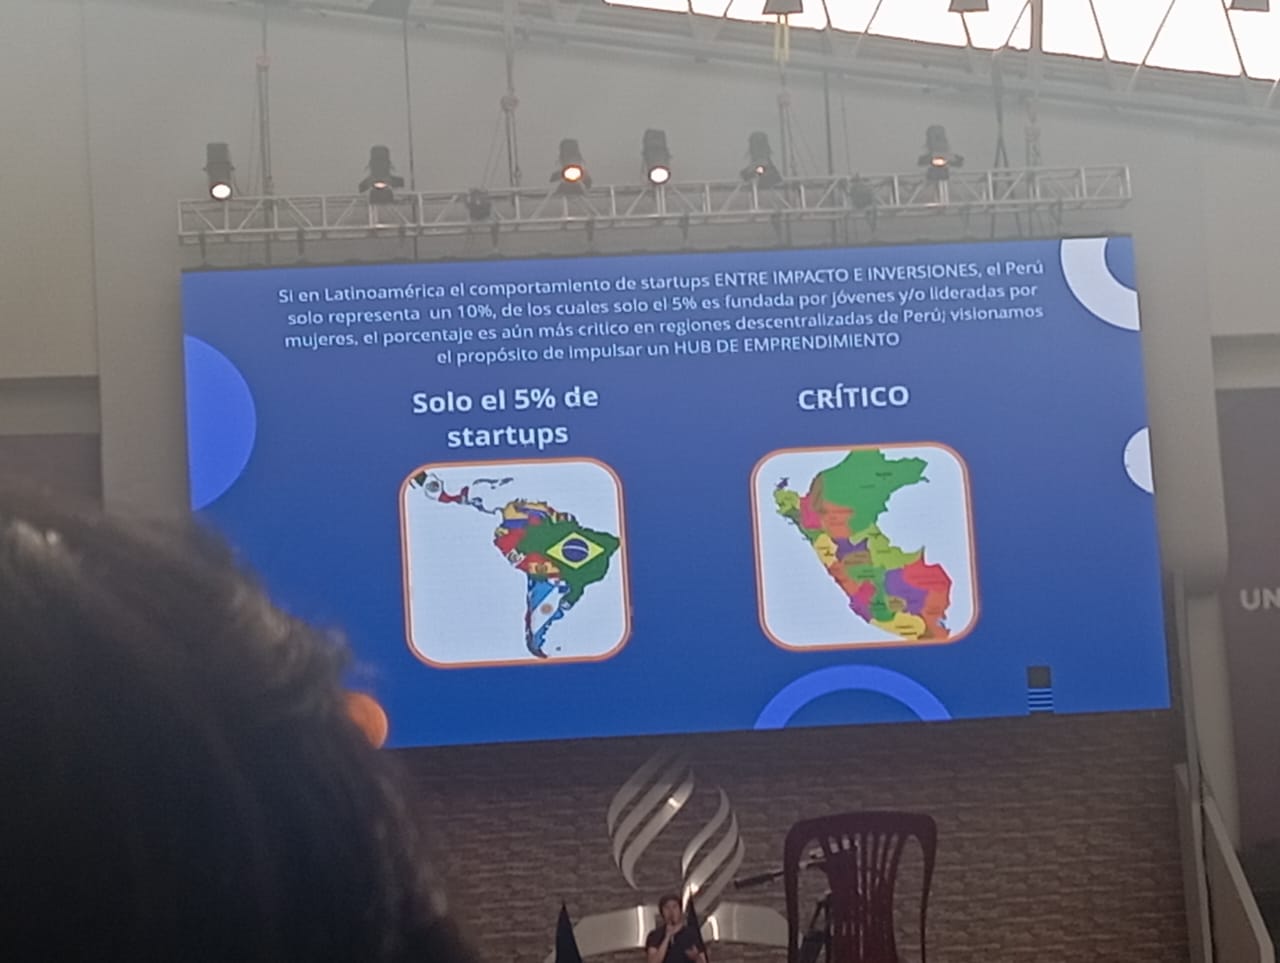 Si en Latinoamérica el comportamiento de startups ENTRE IMPACTO E INVERSIONES, el Perú
solo representa un 10%, de los cuales solo el 5% es fundada por jóvenes y/o lideradas por
mujeres, el porcentaje es aún más critico en regiones descentralizadas de Perú; visionamos
el propósito de impulsar un HUB DE EMPRENDIMIENTO
Solo el 5% de
startups
CRÍTICO
UN